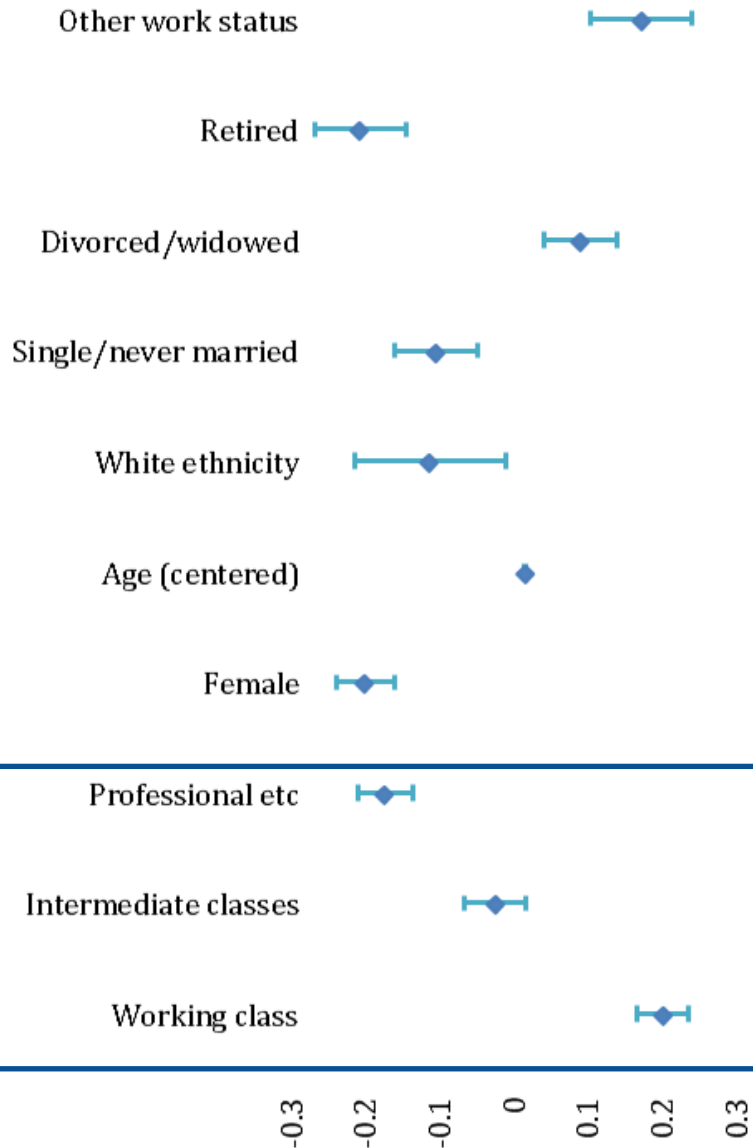 Other work status
Retired
Divorced/widowed
Single/never married
White ethnicity
Age (centered)
Female
Professional etc
Intermediate classes
Working class
-0.3
-0.2
-0.1
0
0.1
0.2
0.3